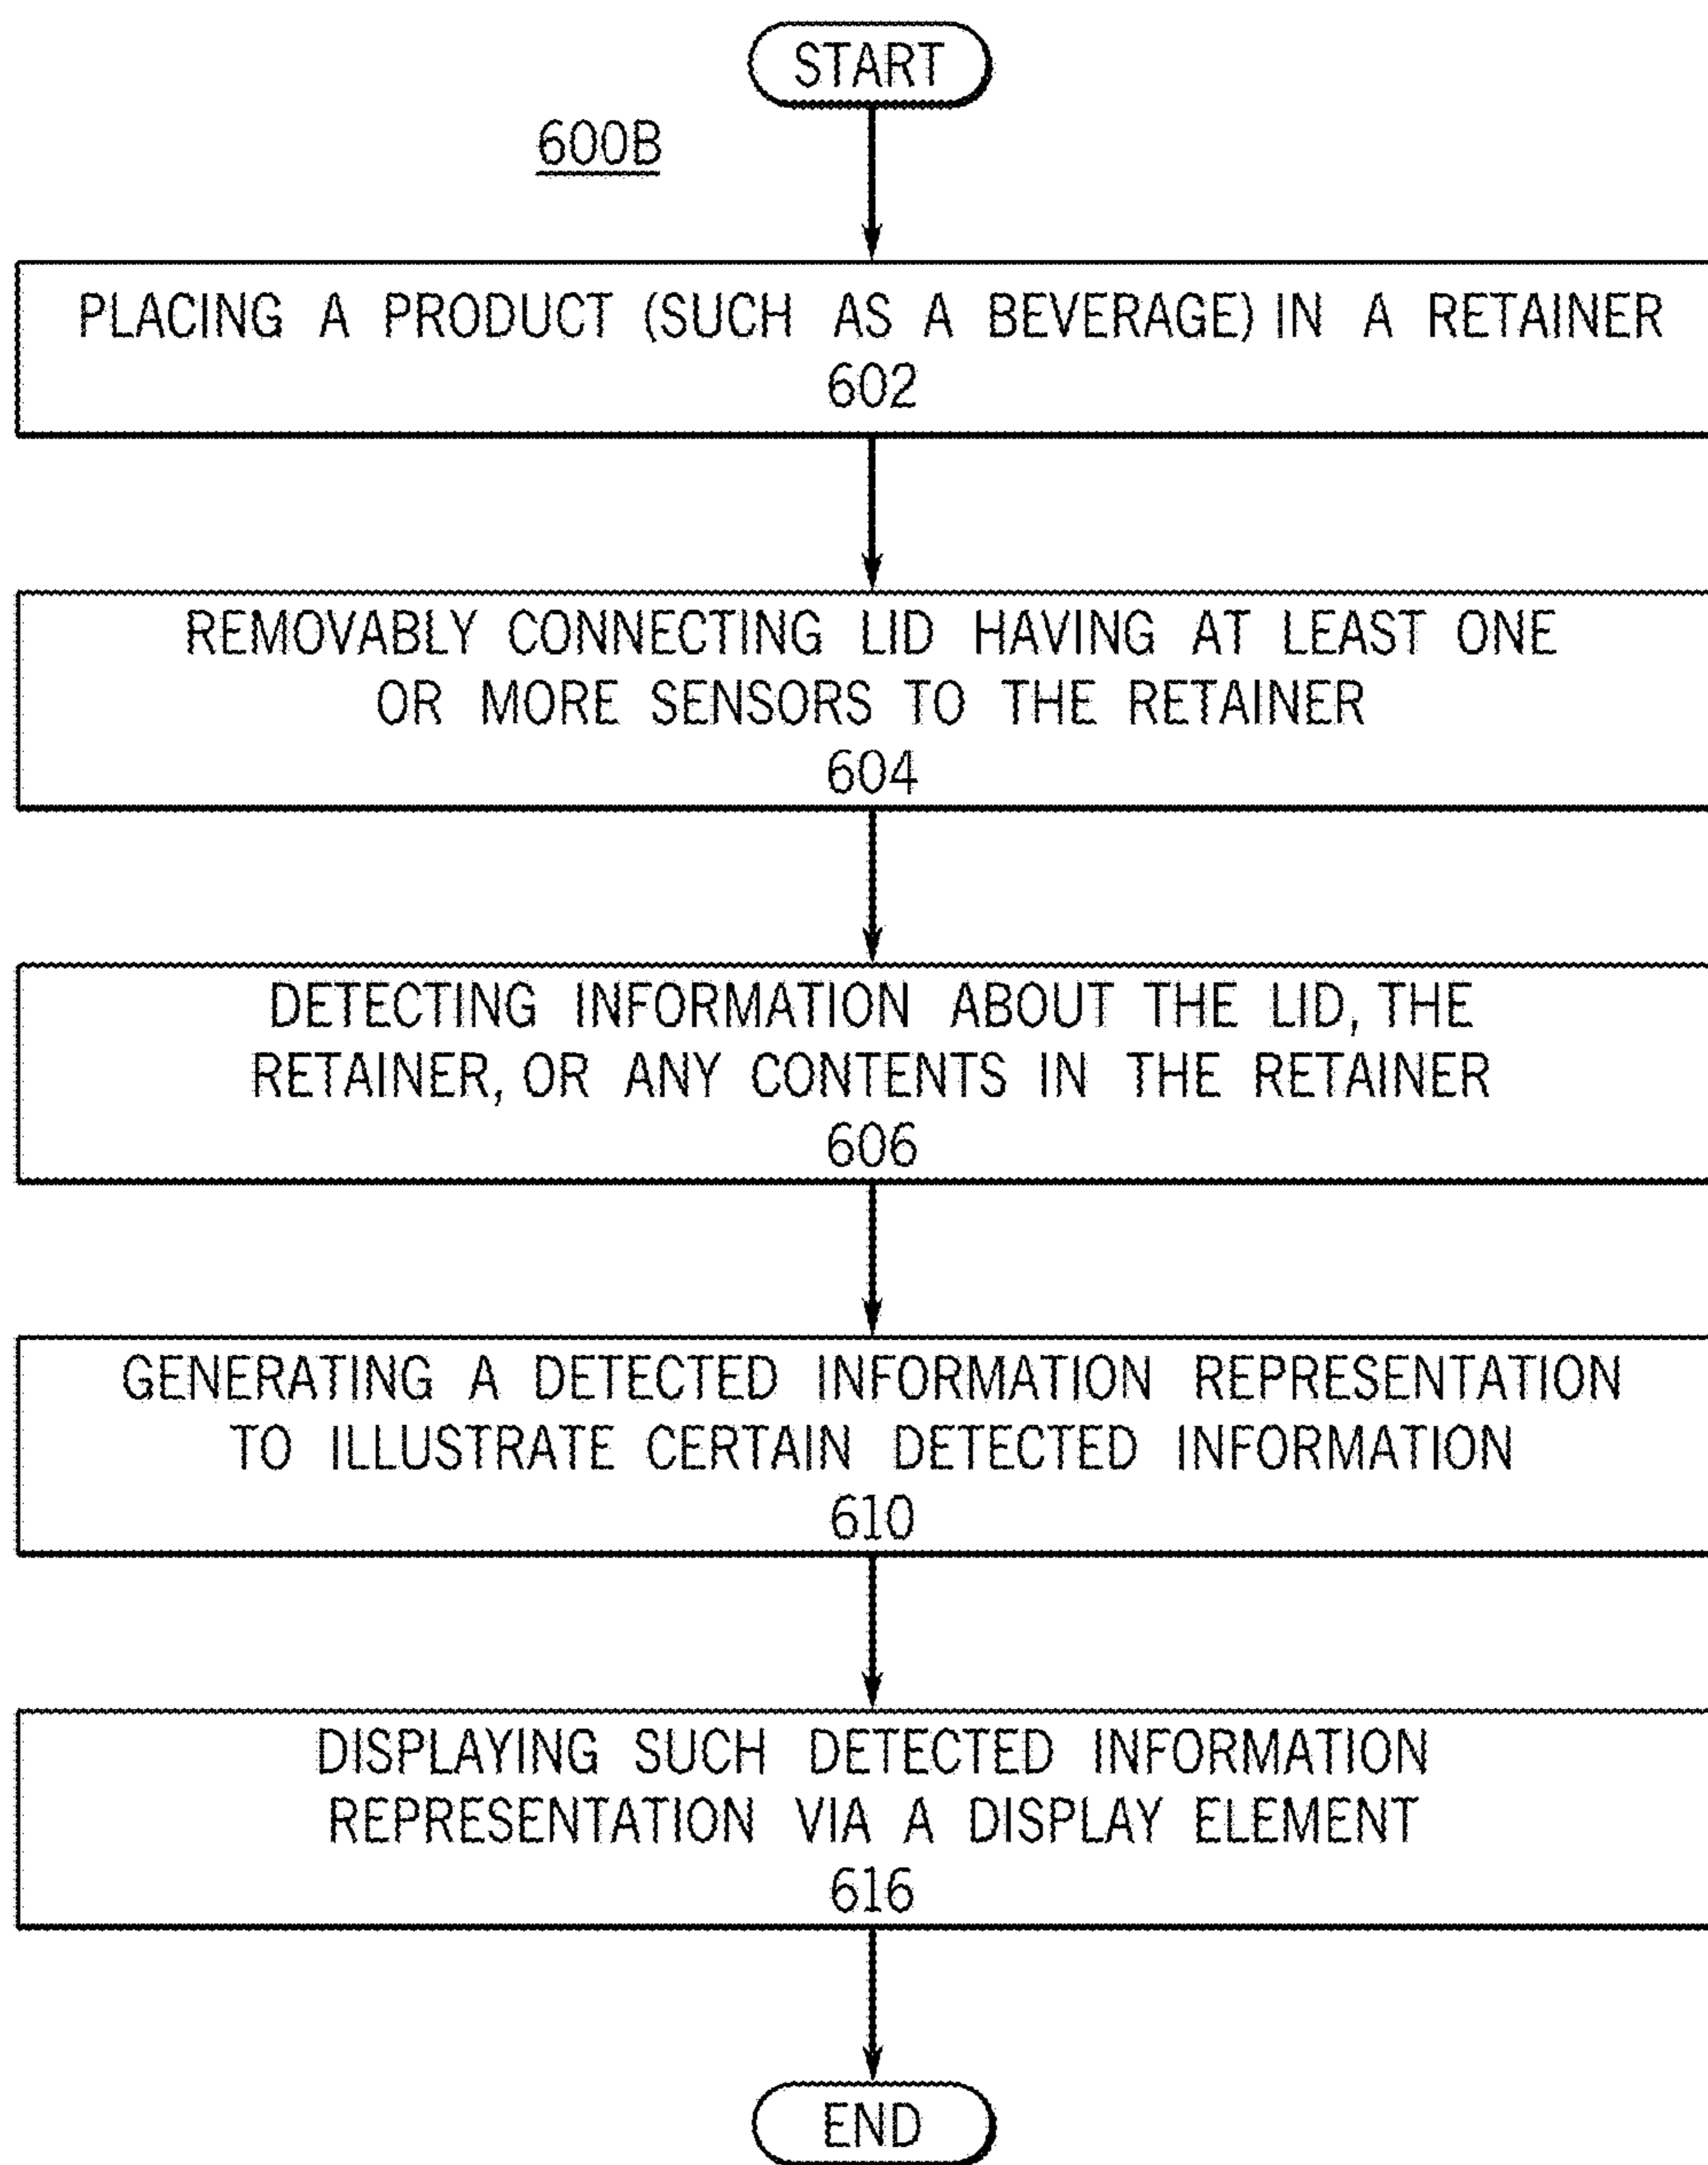 START
600B
PLACING A PRODUCT (SUCH AS A BEVERAGE) IN A RETAINER
602
REMOVABLY CONNECTING LID HAVING AT LEAST ONE
OR MORE SENSORS TO THE RETAINER
604
DETECTING INFORMATION ABOUT THE LID, THE
RETAINER, OR ANY CONTENTS IN THE RETAINER
606
GENERATING A DETECTED INFORMATION REPRESENTATION
TO ILLUSTRATE CERTAIN DETECTED INFORMATION
610
DISPLAYING SUCH DETECTED INFORMATION
REPRESENTATION VIA A DISPLAY ELEMENT
616
END